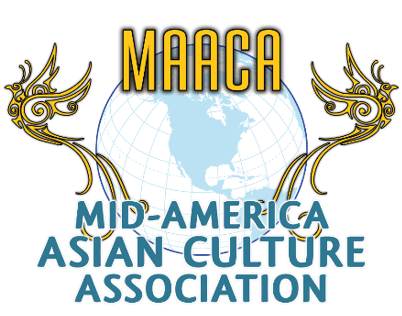 MAACA
MID-AMERICA
ASIAN CULTURE
ASSOCIATION